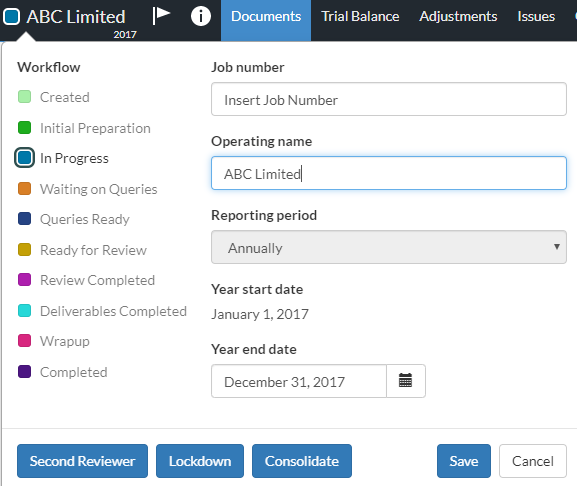 ABC Limited
2017
Documents
Trial Balance
Adjustments
Issues
Workflow
Created
Initial Preparation
In Progress
Waiting on Queries
Queries Ready
Ready for Review
Review Completed
Deliverables Completed
Wrapup
Completed
Job number
Insert Job Number
Operating name
ABC Limited
Reporting period
Annually
Year start date
January 1, 2017
Year end date
December 31, 2017
Second Reviewer
Lockdown
Consolidate
Save
Cancel